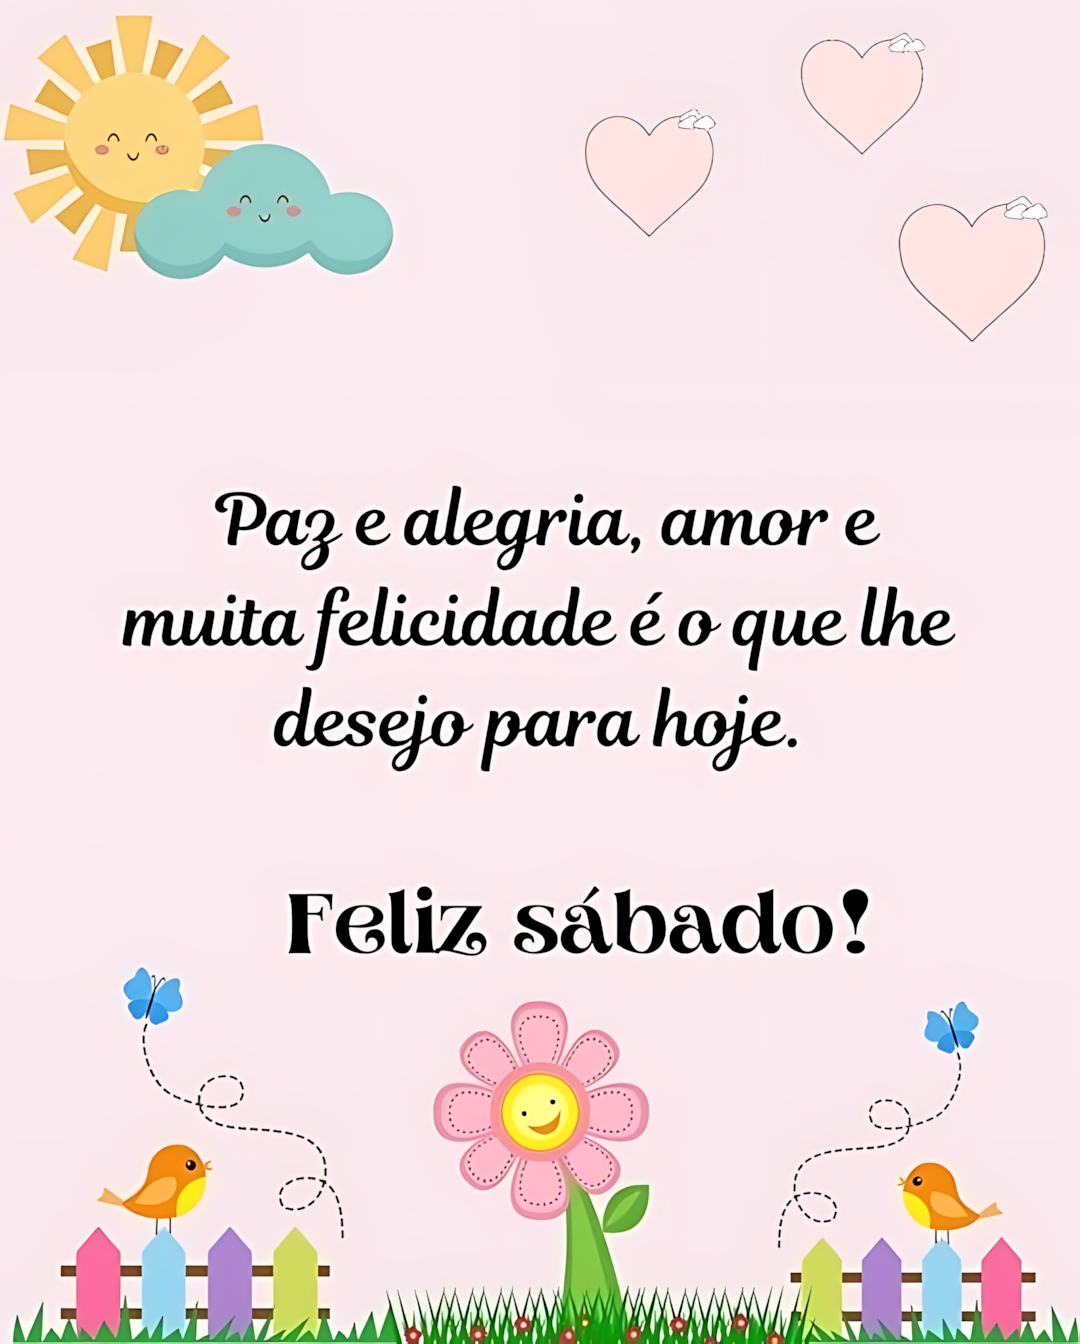 Paz e alegria, amor e
muita felicidade é o que lhe
desejo para hoje.
Feliz sábado!